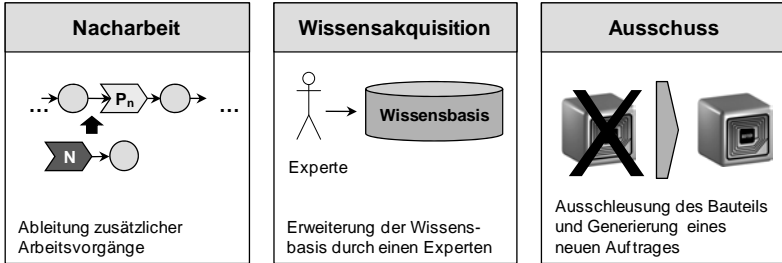 Nacharbeit
... Pn ...
N
Ableitung zusätzlicher
Arbeitsvorgänge
Wissensakquisition
Wissensbasis
Experte
Erweiterung der Wissens-
basis durch einen Experten
Ausschuss
Ausschleusung des Bauteils
und Generierung eines
neuen Auftrages